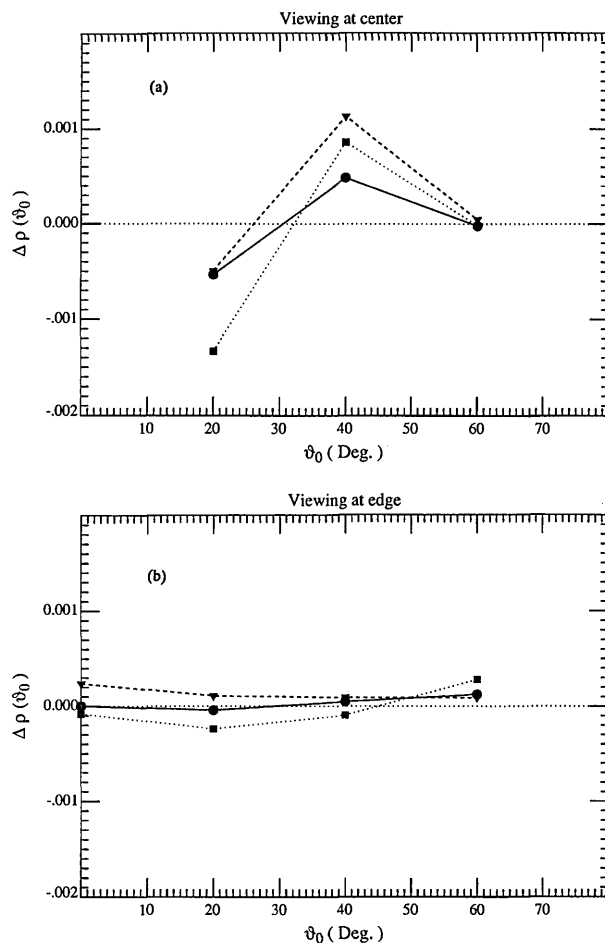 Viewing at center
(a)
0.001
0.000
-.001
-.002
Δ ρ (ϑ₀)
10 20 30 40 50 60 70
ϑ₀ ( Deg. )
Viewing at edge
(b)
0.001
0.000
-.001
-.002
Δ ρ (ϑ₀)
10 20 30 40 50 60 70
ϑ₀ ( Deg. )